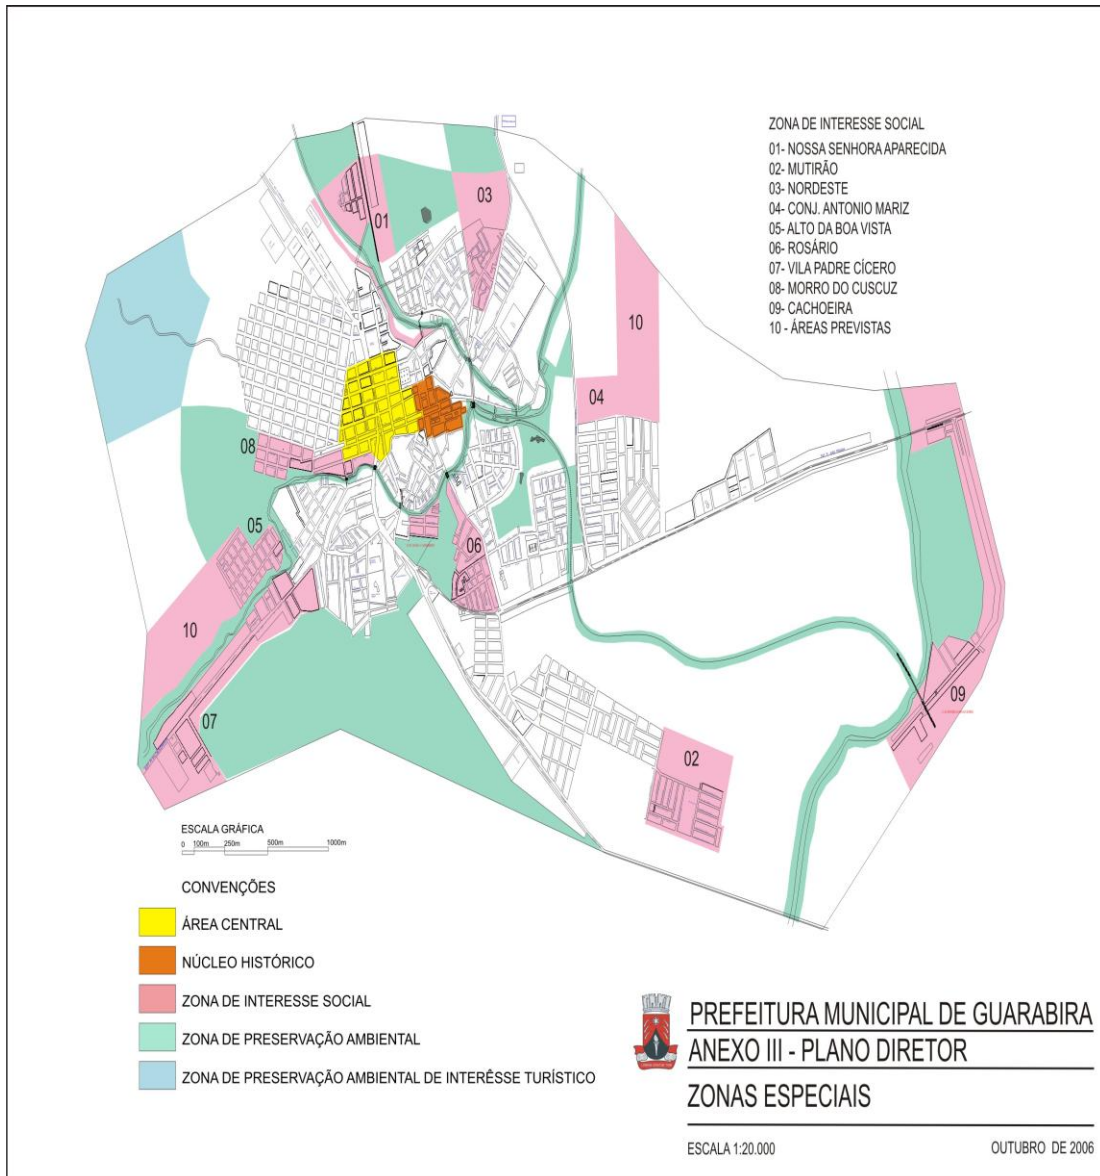 ZONA DE INTERESSE SOCIAL
01- NOSSA SENHORA APARECIDA
02- MUTIRÃO
03- NORDESTE
04- CONJ. ANTONIO MARIZ
05- ALTO DA BOA VISTA
06- ROSÁRIO
07- VILA PADRE CÍCERO
08- MORRO DO CUSCUZ
09- CACHOEIRA
10 - ÁREAS PREVISTAS
03
01
10
04
08
05
06
10
09
07
02
ESCALA GRÁFICA
0 100m 250m 500m 1000m
CONVENÇÕES
ÁREA CENTRAL
NÚCLEO HISTÓRICO
ZONA DE INTERESSE SOCIAL
ZONA DE PRESERVAÇÃO AMBIENTAL
ZONA DE PRESERVAÇÃO AMBIENTAL DE INTERÊSSE TURÍSTICO
PREFEITURA MUNICIPAL DE GUARABIRA
ANEXO III - PLANO DIRETOR
ZONAS ESPECIAIS
ESCALA 1:20.000 OUTUBRO DE 2006